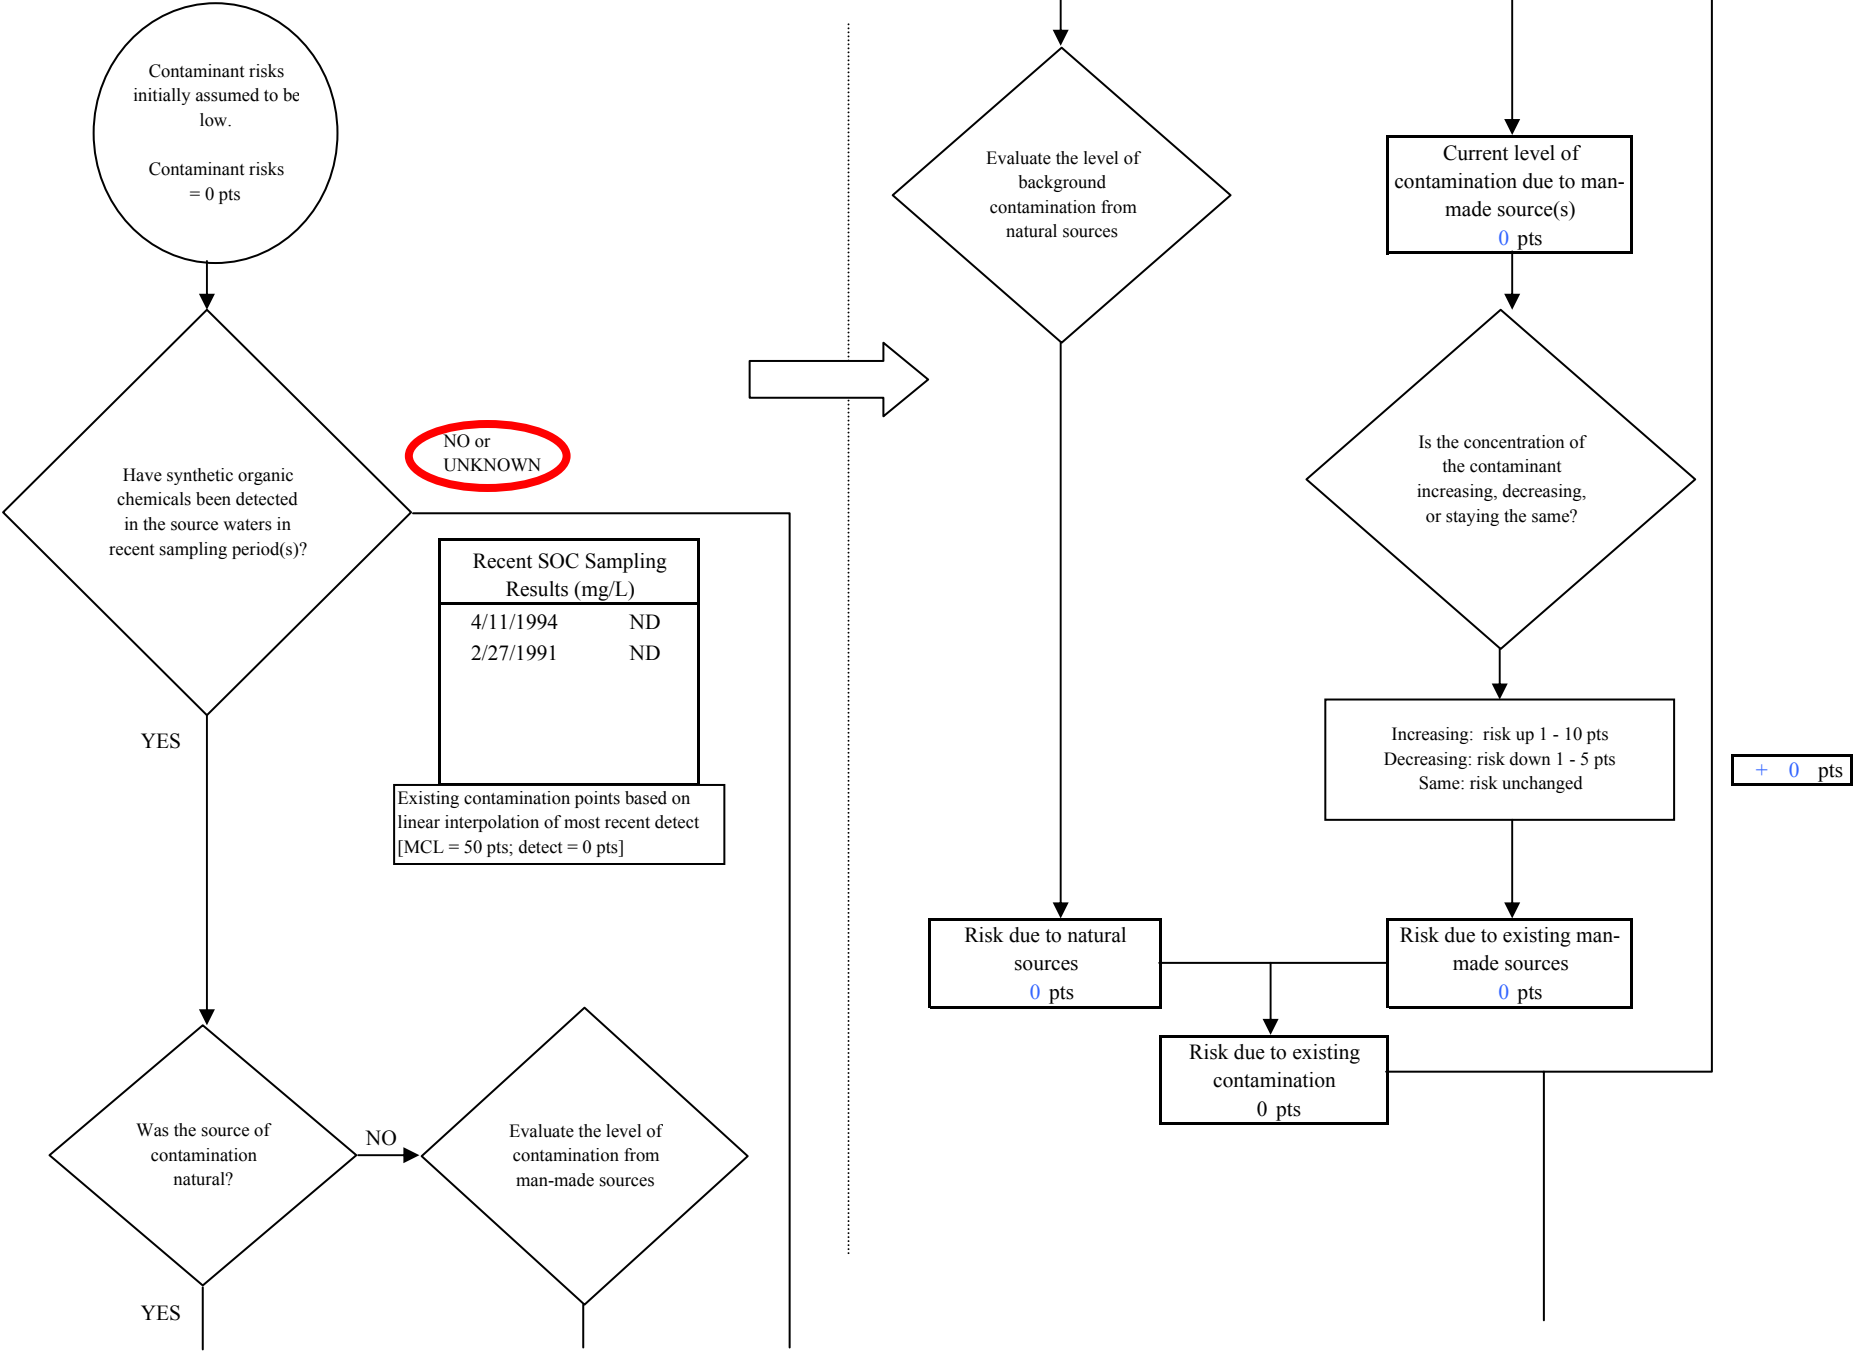 Contaminant risks
initially assumed to be
low.
Contaminant risks
= 0 pts
Have synthetic organic
chemicals been detected
in the source waters in
recent sampling period(s)?
NO or
UNKNOWN
Recent SOC Sampling
Results (mg/L)
4/11/1994 ND
2/27/1991 ND
YES
Existing contamination points based on
linear interpolation of most recent detect
[MCL = 50 pts; detect = 0 pts]
Was the source of
contamination
natural?
NO
Evaluate the level of
contamination from
man-made sources
YES
Evaluate the level of
background
contamination from
natural sources
Current level of
contamination due to man-
made source(s)
0 pts
Is the concentration of
the contaminant
increasing, decreasing,
or staying the same?
Increasing: risk up 1 - 10 pts
Decreasing: risk down 1 - 5 pts
Same: risk unchanged
+ 0 pts
Risk due to natural
sources
0 pts
Risk due to existing man-
made sources
0 pts
Risk due to existing
contamination
0 pts